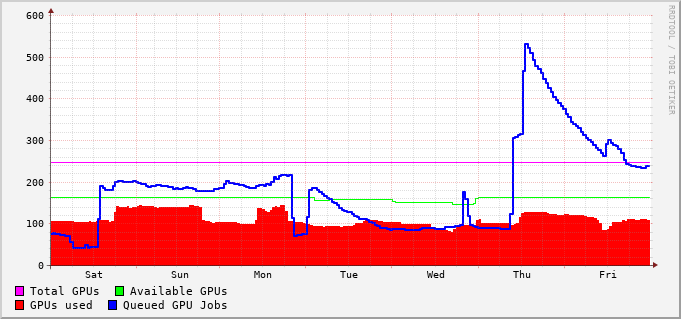 600
500
400
300
200
100
0
Sat Sun Mon Tue Wed Thu Fri
Total GPUs Available GPUs
GPUs used Queued GPU Jobs
RRDTOOL / TOBI OETIKER